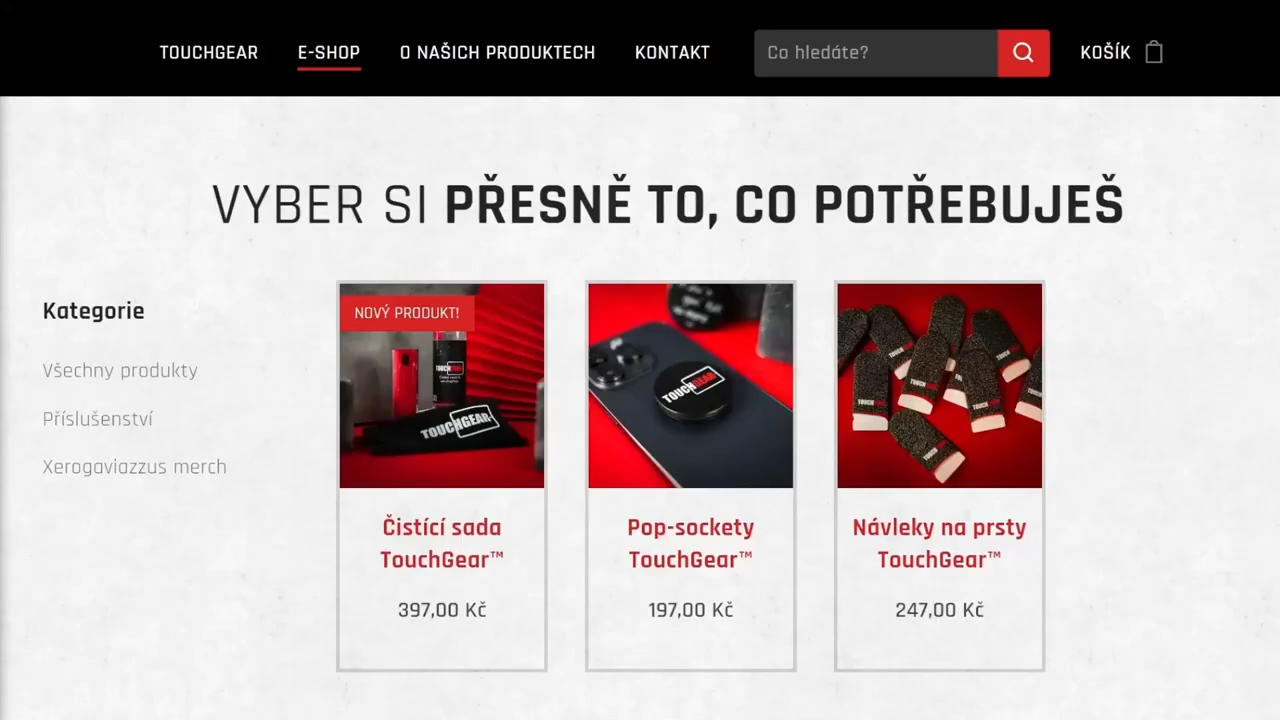 TOUCHGEAR
E-SHOP
O NAŠICH PRODUKTECH
KONTAKT
Co hledáte?
KOŠÍK
VYBER SI PŘESNĚ TO, CO POTŘEBUJEŠ
Kategorie
Všechny produkty
Příslušenství
Xerogaviazzus merch
NOVÝ PRODUKT!
TOUCHGEAR
TOUCHGEAR
Čistící sada
TouchGear™
397,00 Kč
Pop-sockety
TouchGear™
197,00 Kč
Návleky na prsty
TouchGear™
247,00 Kč